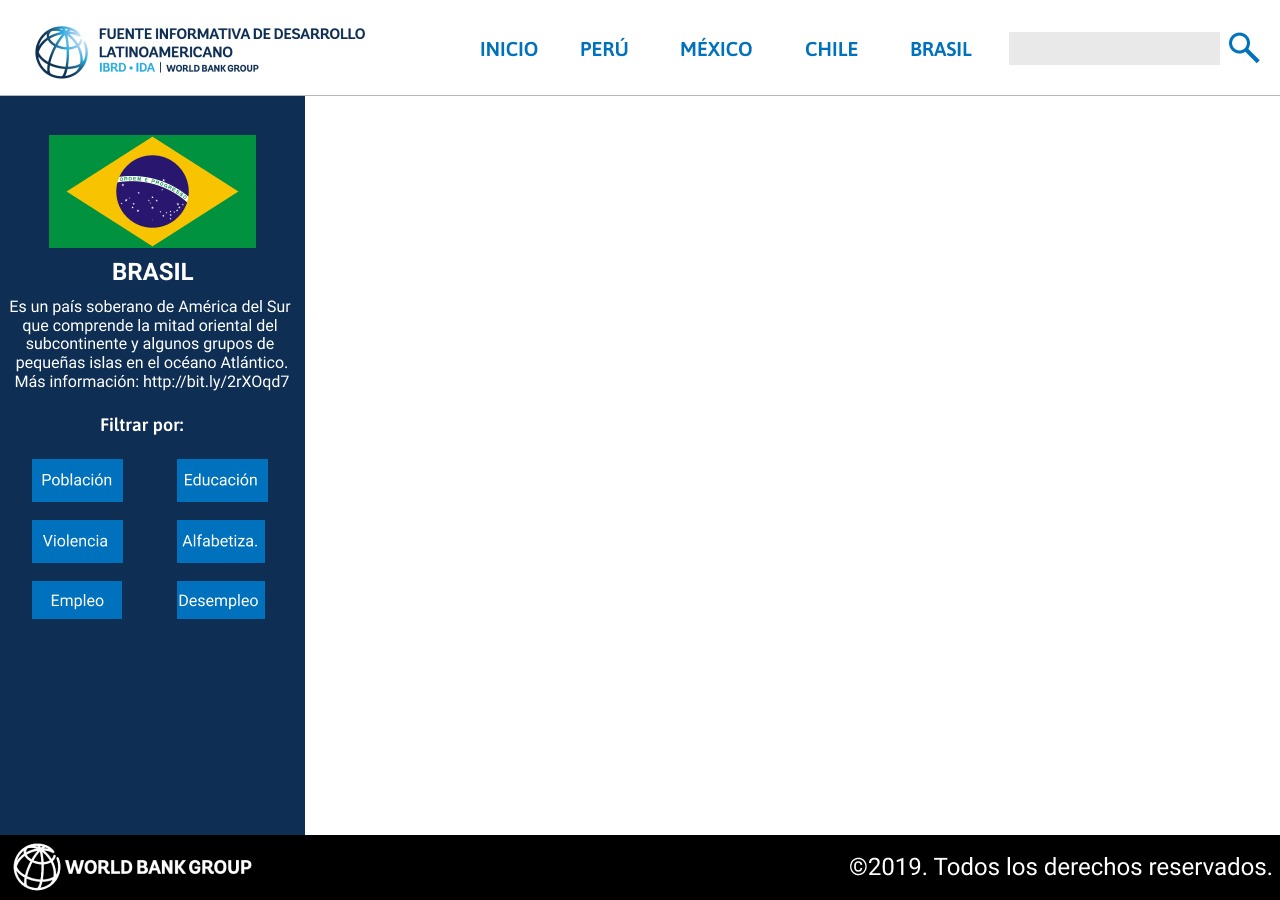 FUENTE INFORMATIVA DE DESARROLLO
LATINOAMERICANO
IBRD • IDA | WORLD BANK GROUP
INICIO PERÚ MÉXICO CHILE BRASIL
ORDEM E PROGRESSO
BRASIL
Es un país soberano de América del Sur
que comprende la mitad oriental del
subcontinente y algunos grupos de
pequeñas islas en el océano Atlántico.
Más información: http://bit.ly/2rXOqd7
Filtrar por:
Población Educación
Violencia Alfabetiza.
Empleo Desempleo
WORLD BANK GROUP
©2019. Todos los derechos reservados.